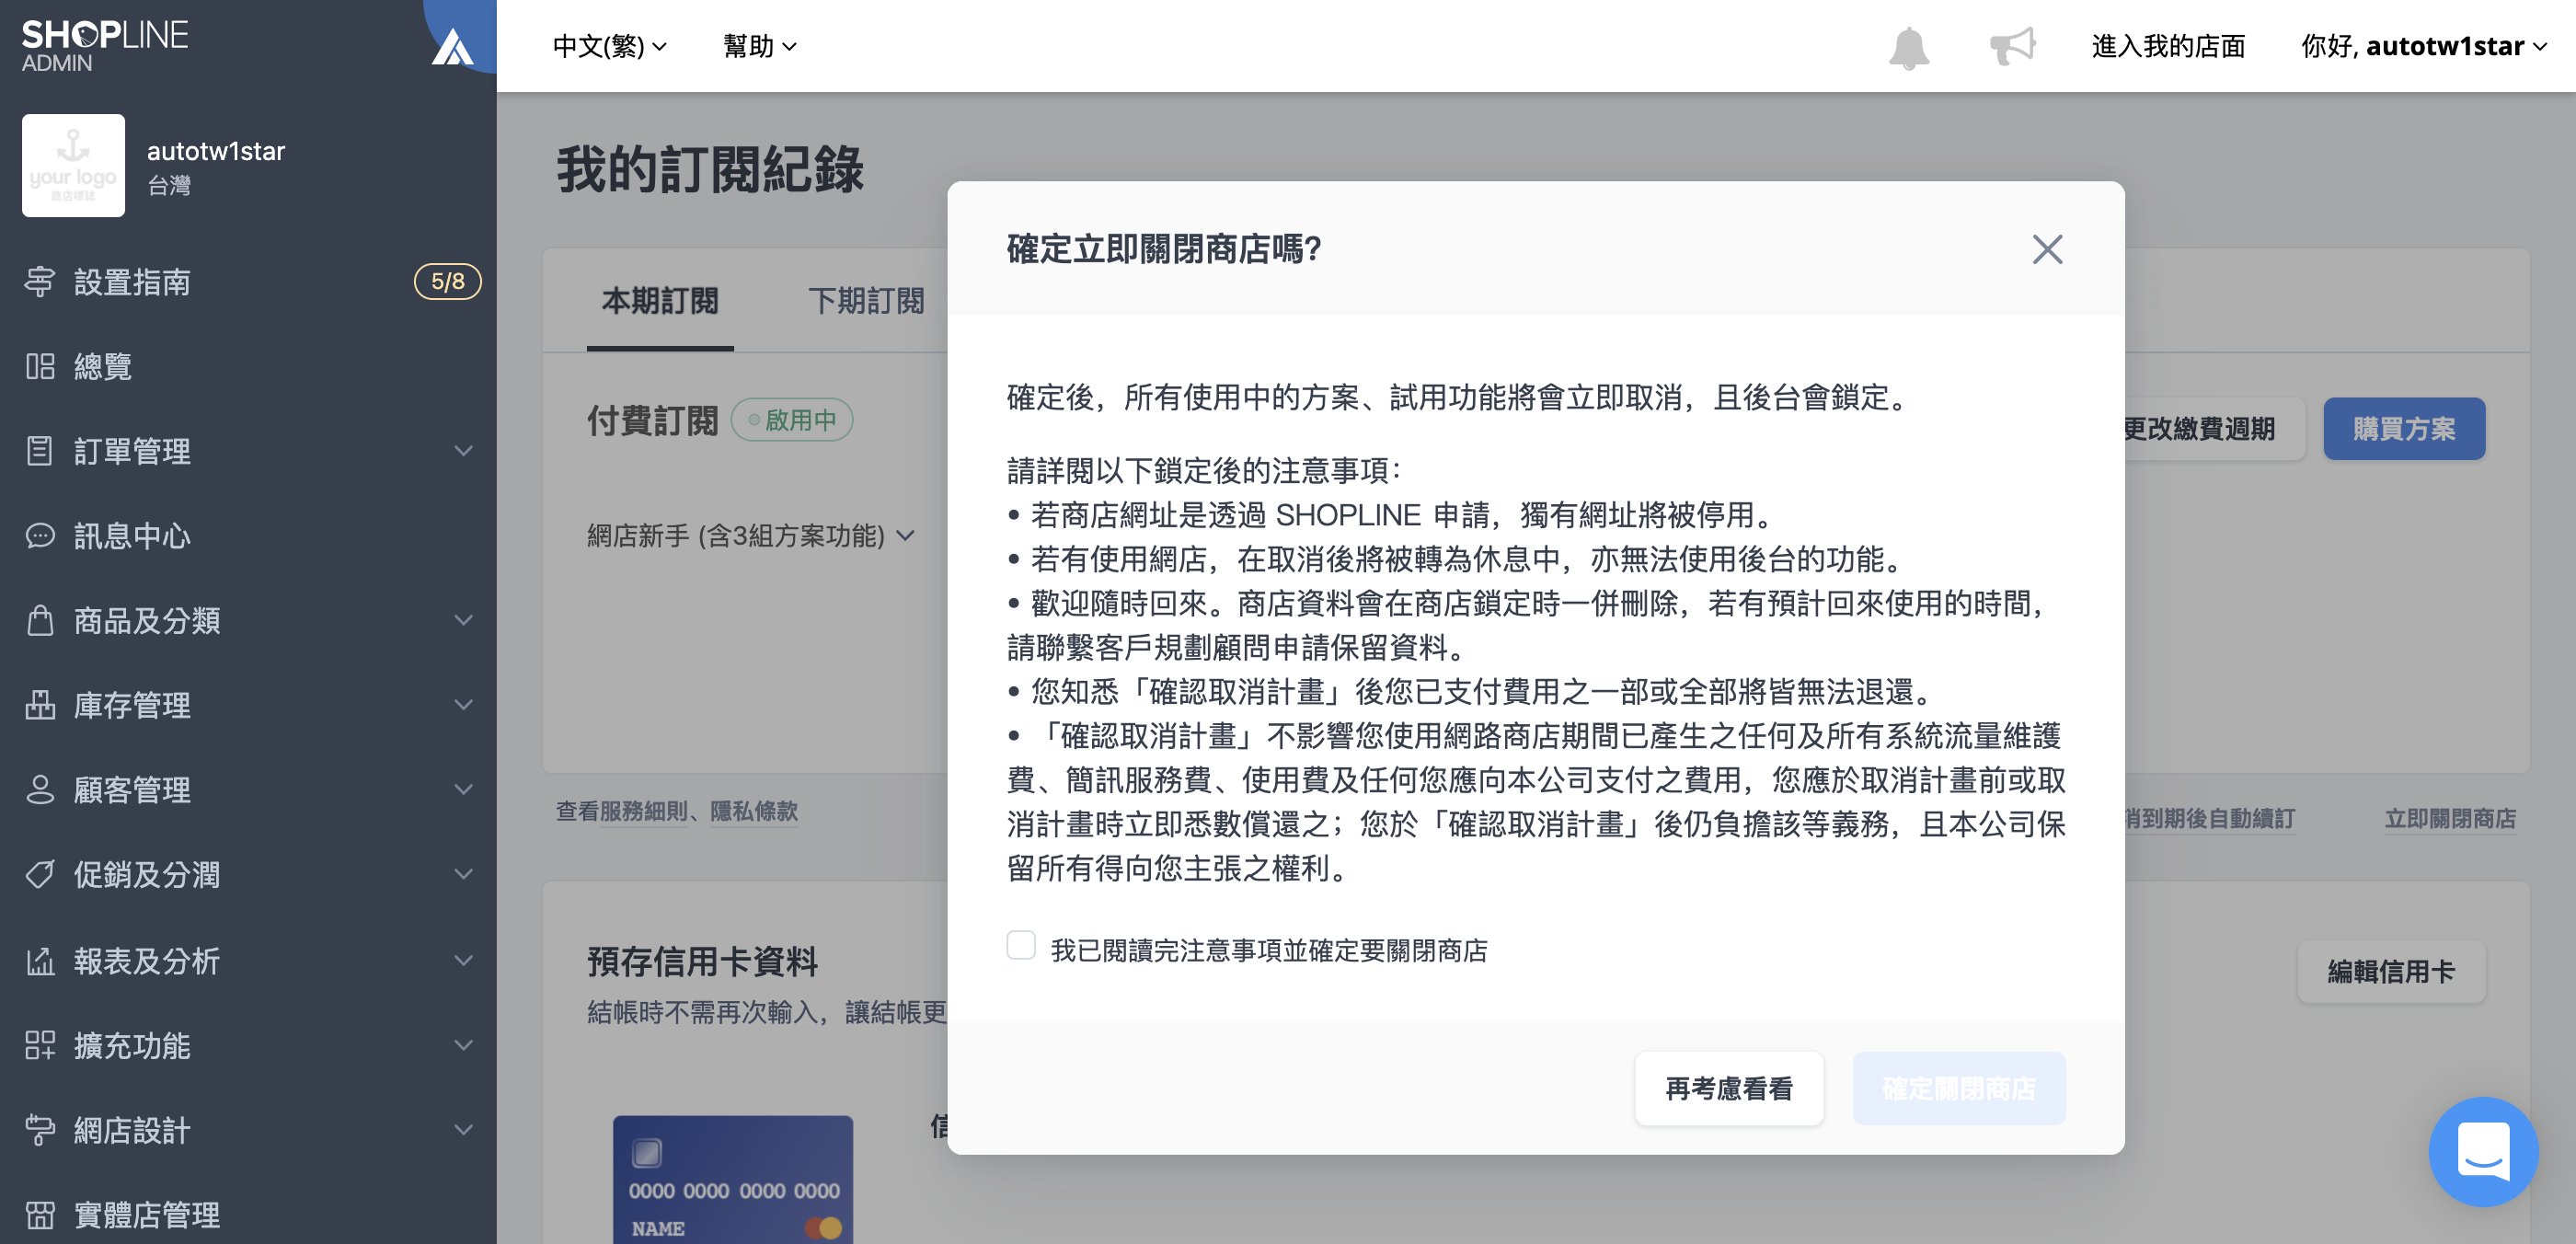 SHOPLINE
ADMIN
中文(繁)
幫助
進入我的店面
你好, autotw1star
your logo
商店標誌
autotw1star
台灣
設置指南
5/8
總覽
訂單管理
訊息中心
商品及分類
庫存管理
顧客管理
促銷及分潤
報表及分析
擴充功能
網店設計
實體店管理
我的訂閱紀錄
本期訂閱
下期訂閱
付費訂閱
啟用中
更改繳費週期
購買方案
網店新手 (含3組方案功能)
查看服務細則、隱私條款
到期後自動續訂
立即關閉商店
預存信用卡資料
結帳時不需再次輸入，讓結帳更
編輯信用卡
0000 0000 0000 0000
NAME
確定立即關閉商店嗎?
確定後，所有使用中的方案、試用功能將會立即取消，且後台會鎖定。
請詳閱以下鎖定後的注意事項：
• 若商店網址是透過 SHOPLINE 申請，獨有網址將被停用。
• 若有使用網店，在取消後將被轉為休息中，亦無法使用後台的功能。
• 歡迎隨時回來。商店資料會在商店鎖定時一併刪除，若有預計回來使用的時間，
請聯繫客戶規劃顧問申請保留資料。
• 您知悉「確認取消計畫」後您已支付費用之一部或全部將皆無法退還。
• 「確認取消計畫」不影響您使用網路商店期間已產生之任何及所有系統流量維護
費、簡訊服務費、使用費及任何您應向本公司支付之費用，您應於取消計畫前或取
消計畫時立即悉數償還之；您於「確認取消計畫」後仍負擔該等義務，且本公司保
留所有得向您主張之權利。
我已閱讀完注意事項並確定要關閉商店
再考慮看看
確定關閉商店